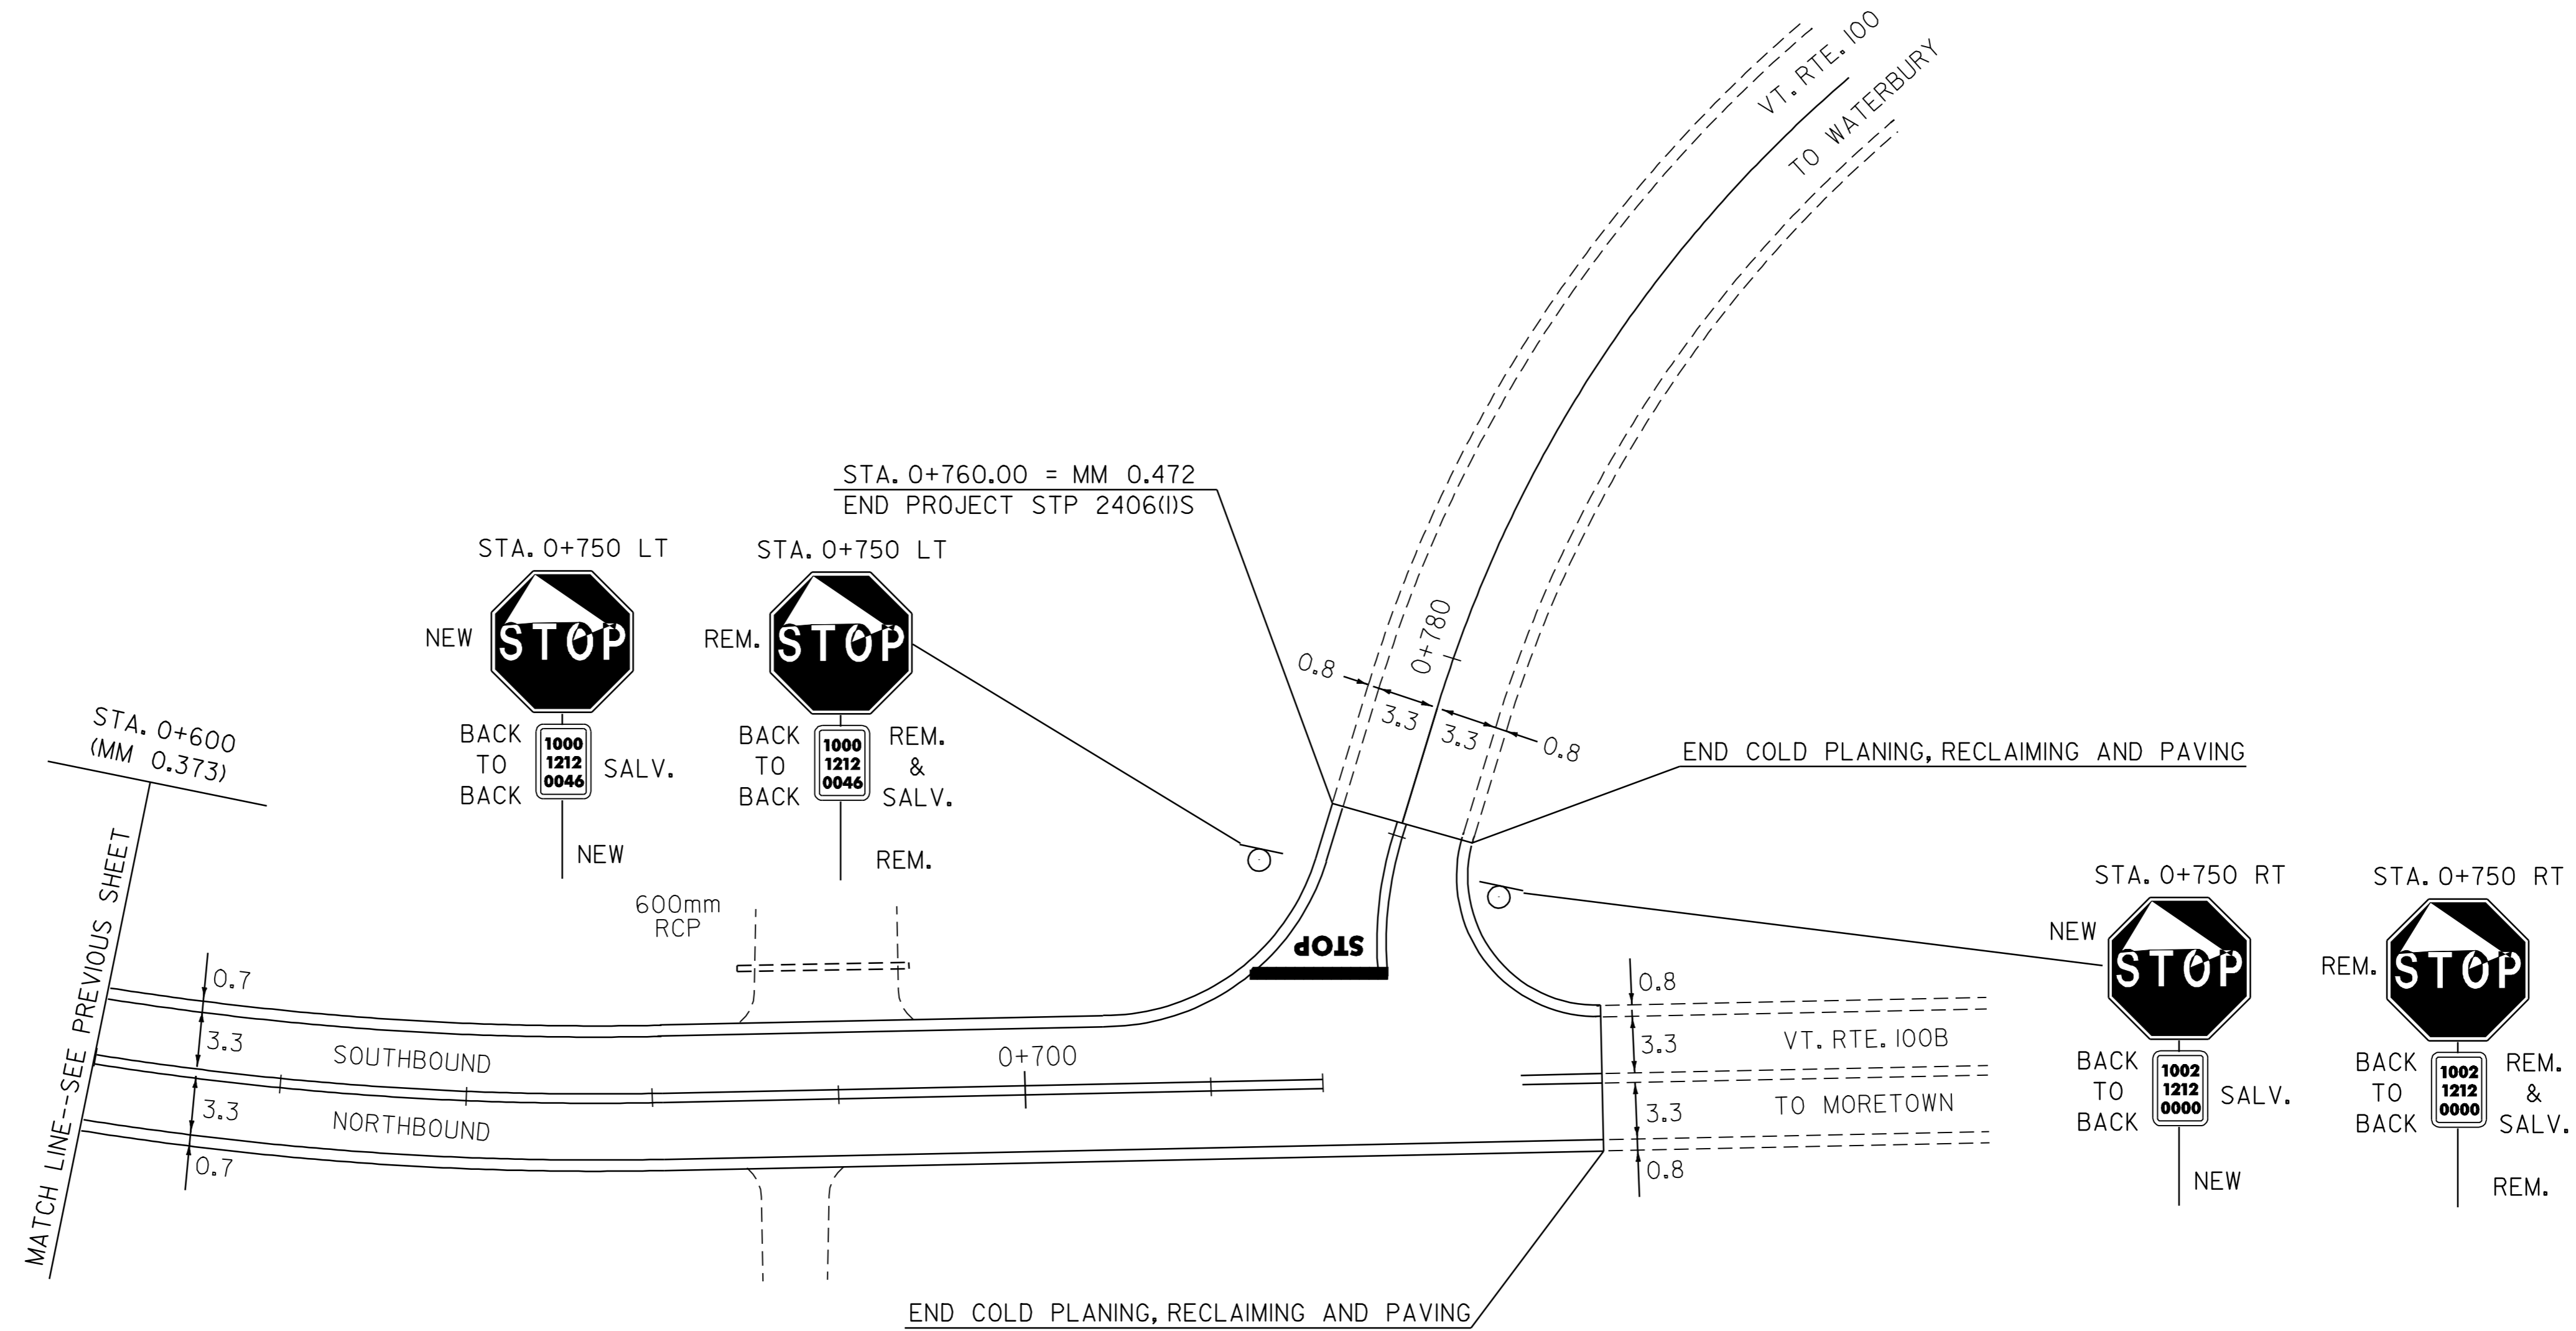 VT. RTE. 100
TO WATERBURY
STA. 0+760.00 = MM 0.472
END PROJECT STP 2406(1)S
STA. 0+750 LT
NEW
STOP
BACK
TO
BACK
1000
1212
0046
SALV.
NEW
STA. 0+750 LT
REM.
STOP
BACK
TO
BACK
1000
1212
0046
REM.
&
SALV.
REM.
STA. 0+600
(MM 0.373)
MATCH LINE--SEE PREVIOUS SHEET
600mm
RCP
0+780
0.8
3.3
3.3
0.8
END COLD PLANING, RECLAIMING AND PAVING
STOP
STA. 0+750 RT
NEW
STOP
BACK
TO
BACK
1002
1212
0000
SALV.
NEW
STA. 0+750 RT
REM.
STOP
BACK
TO
BACK
1002
1212
0000
REM.
&
SALV.
REM.
0.7
3.3
SOUTHBOUND
0+700
3.3
NORTHBOUND
0.7
0.8
3.3
VT. RTE. 100B
3.3
TO MORETOWN
0.8
END COLD PLANING, RECLAIMING AND PAVING